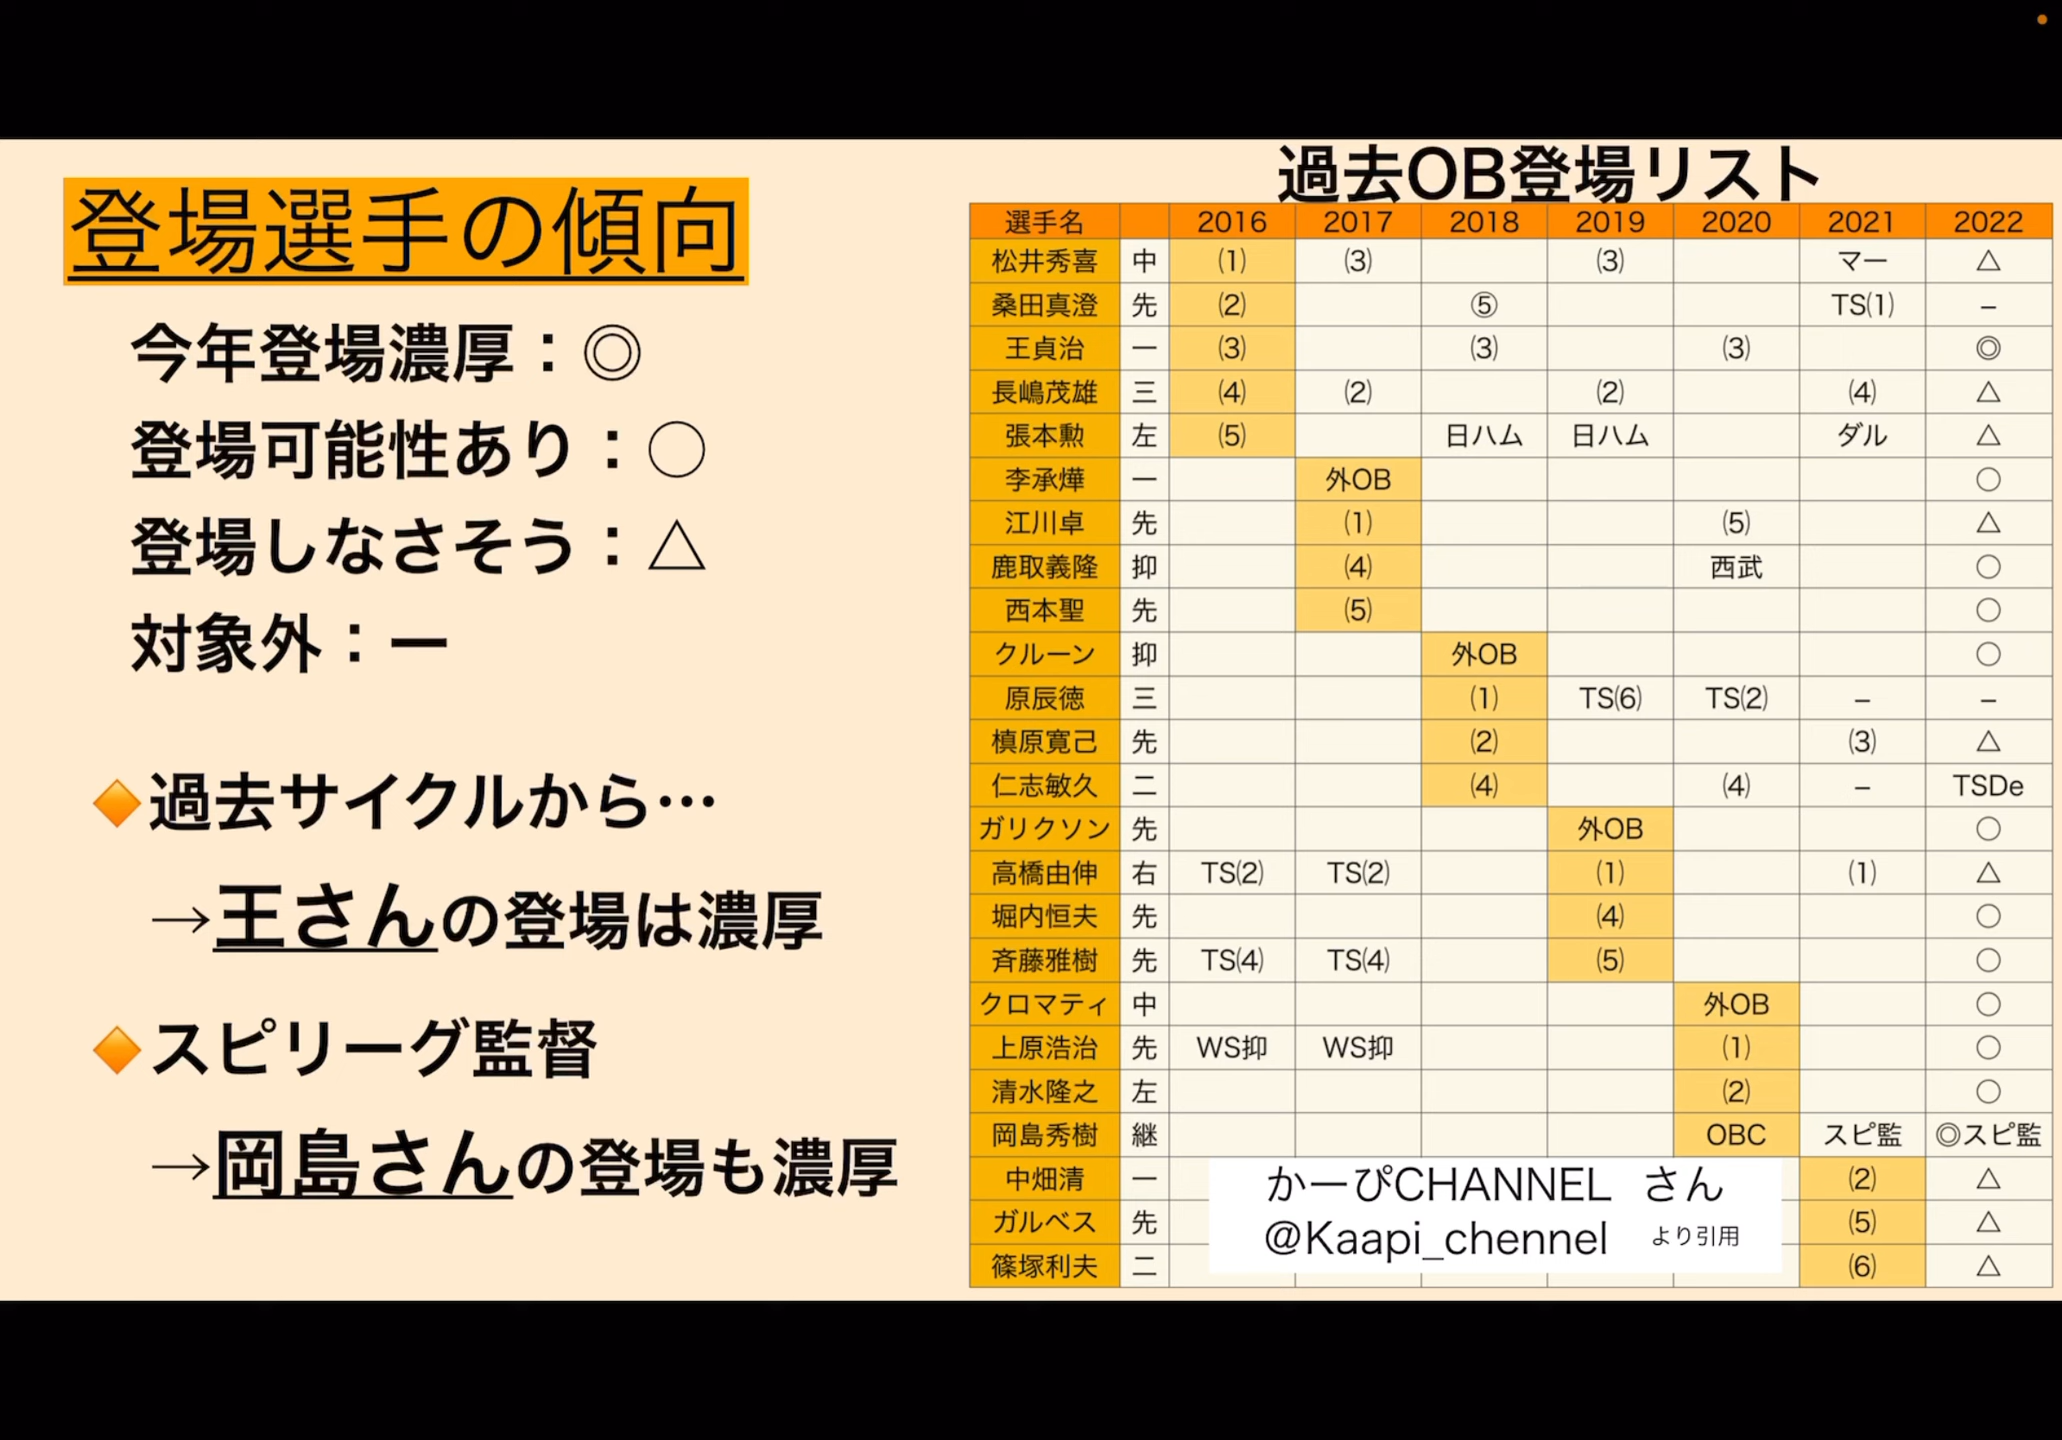 登場選手の傾向
今年登場濃厚：◎
登場可能性あり：○
登場しなさそう：△
対象外：ー
過去サイクルから…
→王さんの登場は濃厚
スピリーグ監督
→岡島さんの登場も濃厚
過去OB登場リスト
選手名 2016 2017 2018 2019 2020 2021 2022
松井秀喜 中 (1) (3) (3) マー △
桑田真澄 先 (2) ⑤ TS(1) –
王貞治 一 (3) (3) (3) ◎
長嶋茂雄 三 (4) (2) (2) (4) △
張本勲 左 (5) 日ハム 日ハム ダル △
李承燁 一 外OB ○
江川卓 先 (1) (5) △
鹿取義隆 抑 (4) 西武 ○
西本聖 先 (5) ○
クルーン 抑 外OB ○
原辰徳 三 (1) TS(6) TS(2) – –
槙原寛己 先 (2) (3) △
仁志敏久 二 (4) (4) – TSDe
ガリクソン 先 外OB ○
高橋由伸 右 TS(2) TS(2) (1) (1) △
堀内恒夫 先 (4) ○
斉藤雅樹 先 TS(4) TS(4) (5) ○
クロマティ 中 外OB ○
上原浩治 先 WS抑 WS抑 (1) ○
清水隆之 左 (2) ○
岡島秀樹 継 OBC スピ監 ◎スピ監
中畑清 一 (2) △
ガルベス 先 (5) △
篠塚利夫 二 (6) △
かーぴCHANNEL さん
@Kaapi_chennel より引用